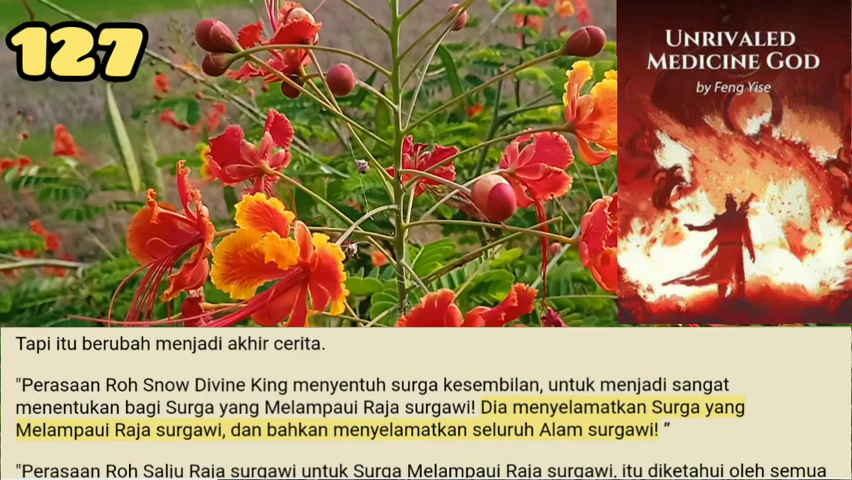 127
UNRIVALED
MEDICINE GOD
by Feng Yise
Tapi itu berubah menjadi akhir cerita.
"Perasaan Roh Snow Divine King menyentuh surga kesembilan, untuk menjadi sangat
menentukan bagi Surga yang Melampaui Raja surgawi! Dia menyelamatkan Surga yang
Melampaui Raja surgawi, dan bahkan menyelamatkan seluruh Alam surgawi! ”
"Perasaan Roh Salju Raja surgawi untuk Surga Melampaui Raja surgawi, itu diketahui oleh semua